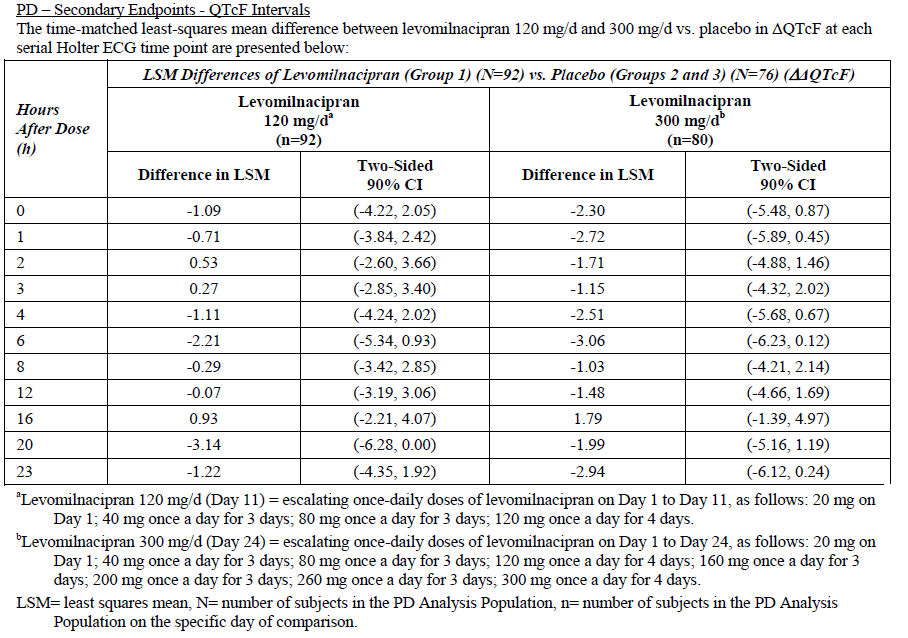 PD – Secondary Endpoints - QTcF Intervals
The time-matched least-squares mean difference between levomilnacipran 120 mg/d and 300 mg/d vs. placebo in ΔQTcF at each
serial Holter ECG time point are presented below:
Hours
After Dose
(h)
LSM Differences of Levomilnacipran (Group 1) (N=92) vs. Placebo (Groups 2 and 3) (N=76) (ΔΔQTcF)
Levomilnacipran
120 mg/dᵃ
(n=92)
Levomilnacipran
300 mg/dᵇ
(n=80)
Difference in LSM
Two-Sided
90% CI
Difference in LSM
Two-Sided
90% CI
0 -1.09 (-4.22, 2.05) -2.30 (-5.48, 0.87)
1 -0.71 (-3.84, 2.42) -2.72 (-5.89, 0.45)
2 0.53 (-2.60, 3.66) -1.71 (-4.88, 1.46)
3 0.27 (-2.85, 3.40) -1.15 (-4.32, 2.02)
4 -1.11 (-4.24, 2.02) -2.51 (-5.68, 0.67)
6 -2.21 (-5.34, 0.93) -3.06 (-6.23, 0.12)
8 -0.29 (-3.42, 2.85) -1.03 (-4.21, 2.14)
12 -0.07 (-3.19, 3.06) -1.48 (-4.66, 1.69)
16 0.93 (-2.21, 4.07) 1.79 (-1.39, 4.97)
20 -3.14 (-6.28, 0.00) -1.99 (-5.16, 1.19)
23 -1.22 (-4.35, 1.92) -2.94 (-6.12, 0.24)
ᵃLevomilnacipran 120 mg/d (Day 11) = escalating once-daily doses of levomilnacipran on Day 1 to Day 11, as follows: 20 mg on
Day 1; 40 mg once a day for 3 days; 80 mg once a day for 3 days; 120 mg once a day for 4 days.
ᵇLevomilnacipran 300 mg/d (Day 24) = escalating once-daily doses of levomilnacipran on Day 1 to Day 24, as follows: 20 mg on
Day 1; 40 mg once a day for 3 days; 80 mg once a day for 3 days; 120 mg once a day for 4 days; 160 mg once a day for 3
days; 200 mg once a day for 3 days; 260 mg once a day for 3 days; 300 mg once a day for 4 days.
LSM= least squares mean, N= number of subjects in the PD Analysis Population, n= number of subjects in the PD Analysis
Population on the specific day of comparison.